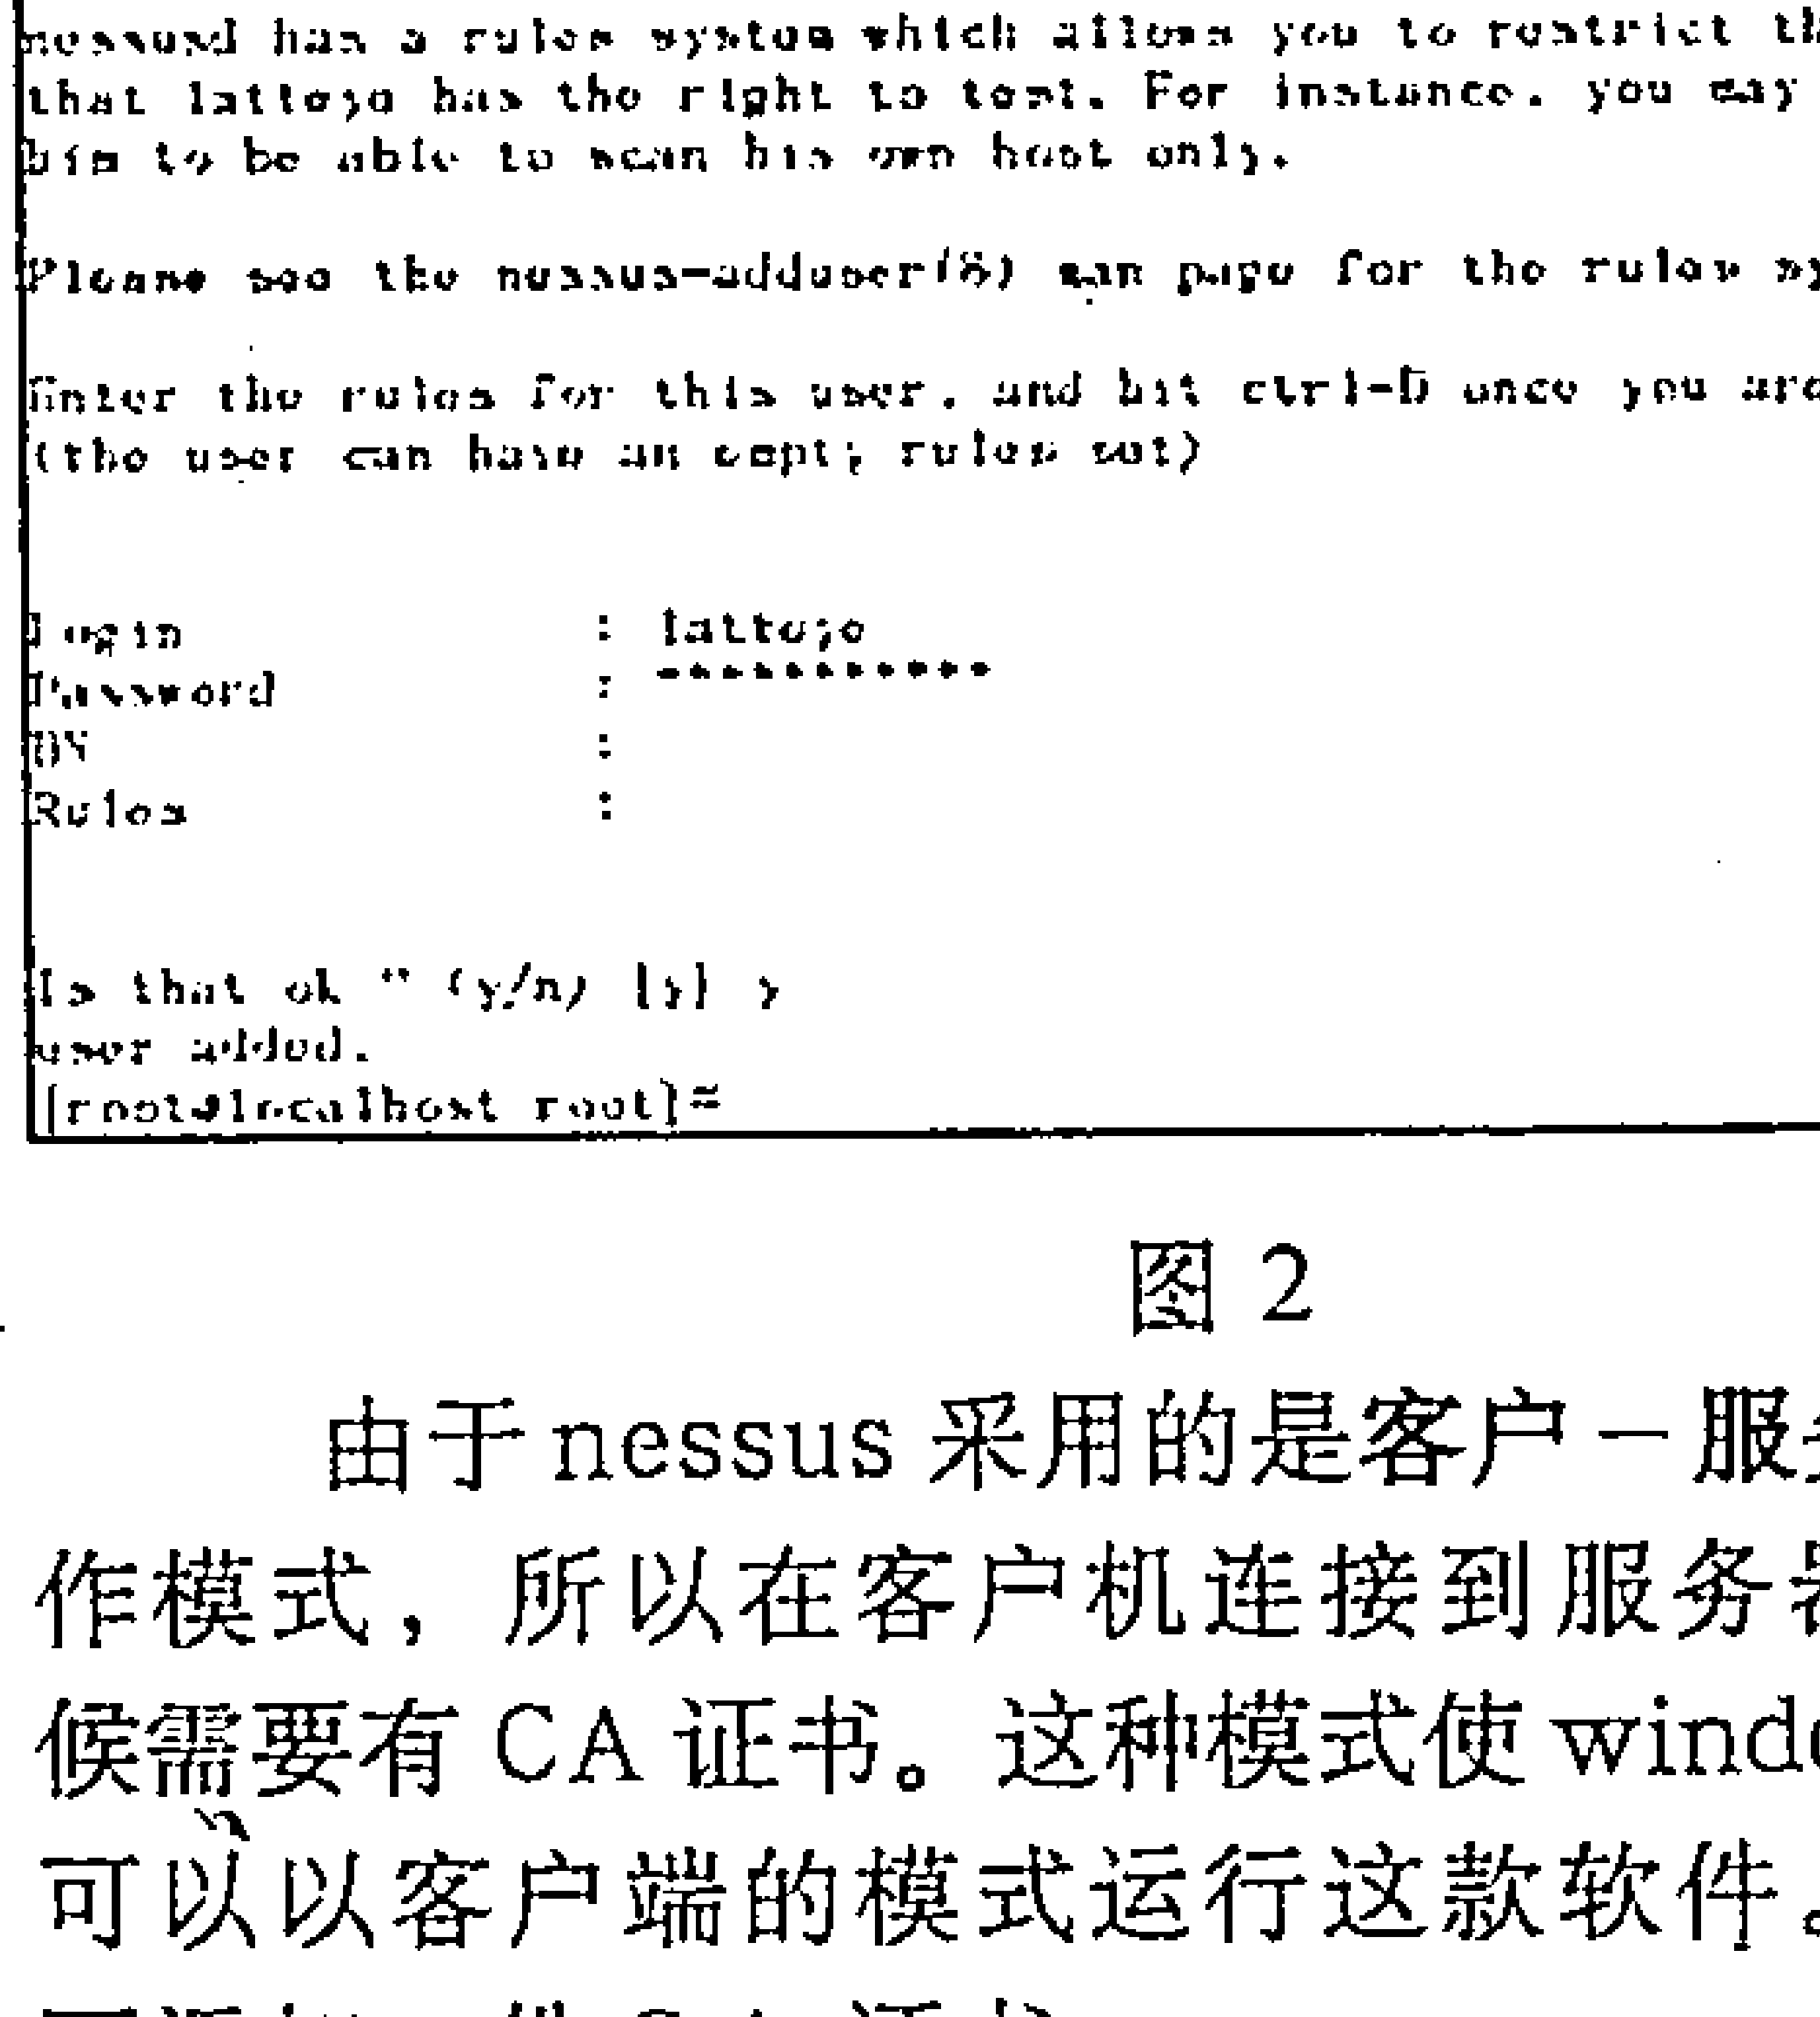 nessusd has a rules system which allows you to restrict th
that lattojo has the right to test. For instance, you may
him to be able to scan his own host only.
Please see the nessus-adduser(8) man page for the rules sy
Enter the rules for this user, and hit ctrl-D once you are
(the user can have an empty rules set)
Login : lattojo
Password : ***********
DN :
Rules :
Is that ok ? (y/n) [y] y
user added.
[root@localhost root]#
图 2
由于 nessus 采用的是客户－服
作模式，所以在客户机连接到服务器
候需要有 CA 证书。这种模式使 windo
可以以客户端的模式运行这款软件。